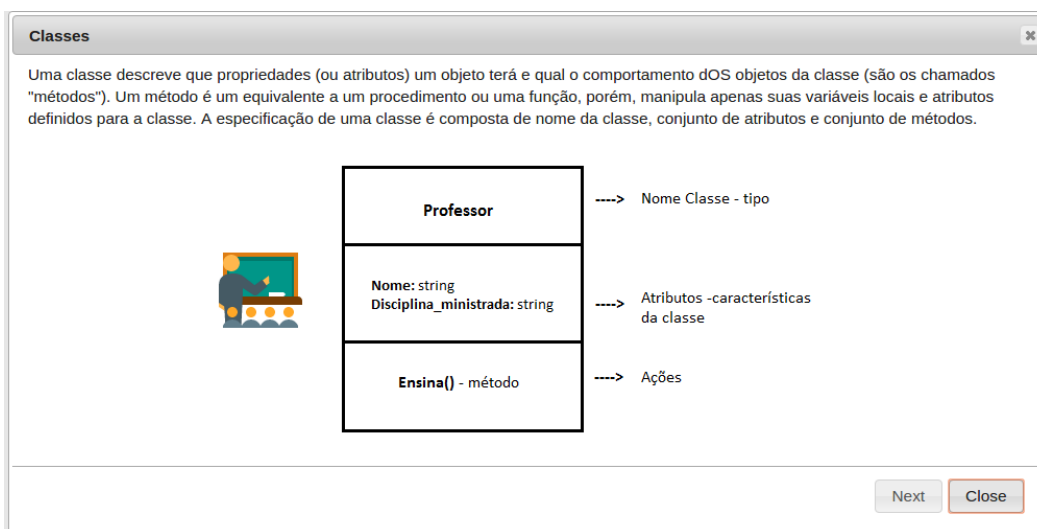 Classes
Uma classe descreve que propriedades (ou atributos) um objeto terá e qual o comportamento dOS objetos da classe (são os chamados
"métodos"). Um método é um equivalente a um procedimento ou uma função, porém, manipula apenas suas variáveis locais e atributos
definidos para a classe. A especificação de uma classe é composta de nome da classe, conjunto de atributos e conjunto de métodos.
Professor
----> Nome Classe - tipo
Nome: string
Disciplina_ministrada: string
----> Atributos -características
da classe
Ensina() - método
----> Ações
Next
Close